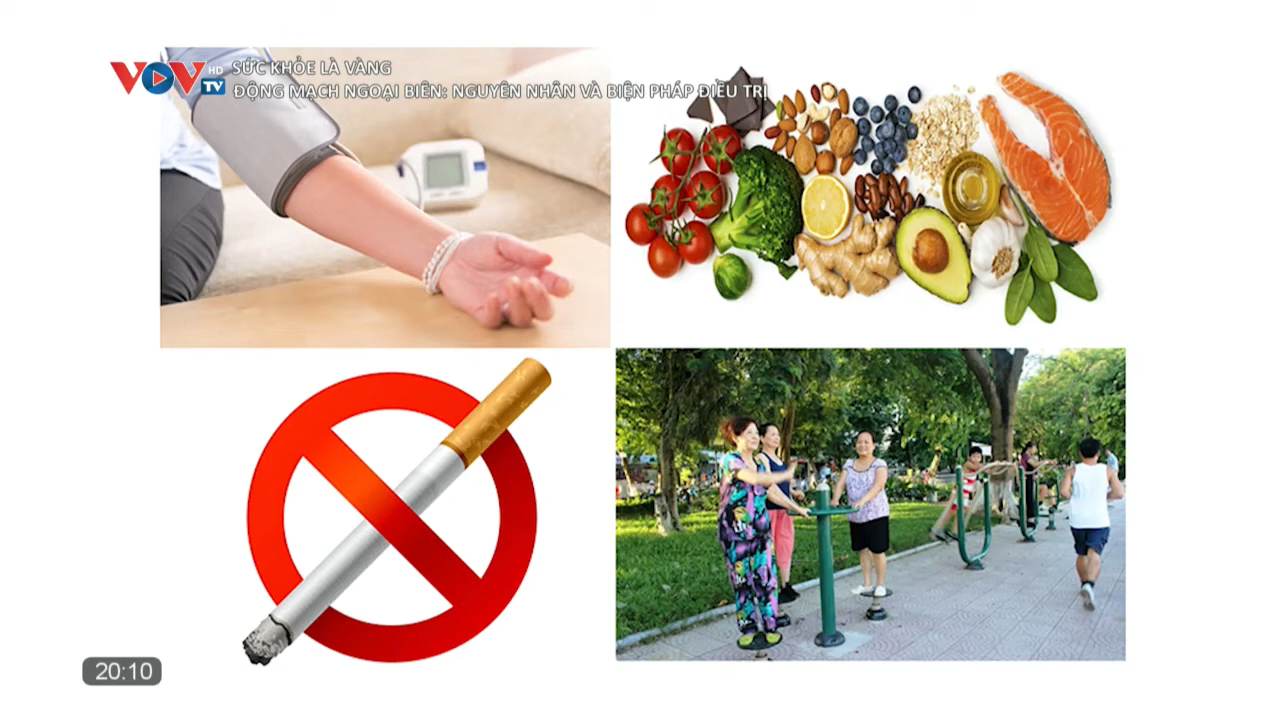 VOV HD TV
SỨC KHỎE LÀ VÀNG
ĐỘNG MẠCH NGOẠI BIÊN: NGUYÊN NHÂN VÀ BIỆN PHÁP ĐIỀU TRỊ
20:10